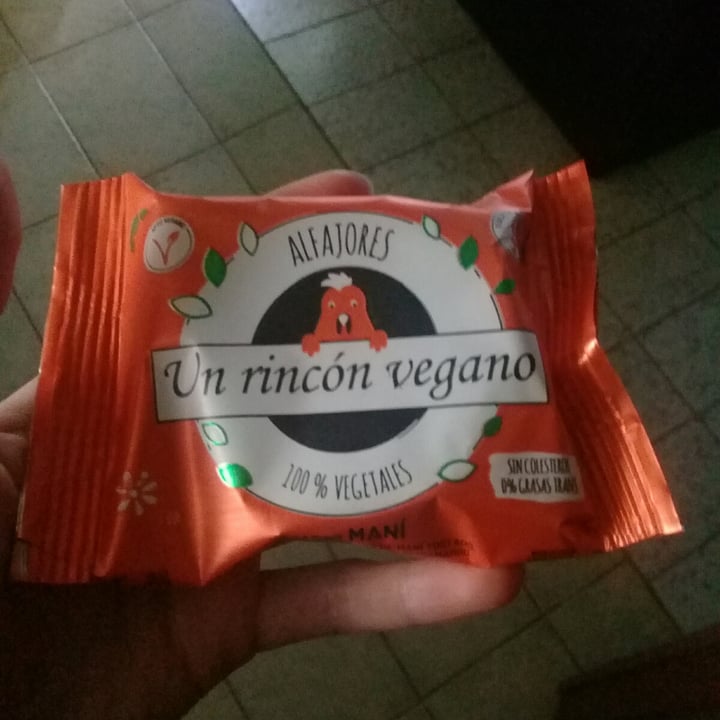 ALFAJORES
Un rincón vegano
100 % VEGETALES
SIN COLESTEROL
0% GRASAS TRANS
MANÍ